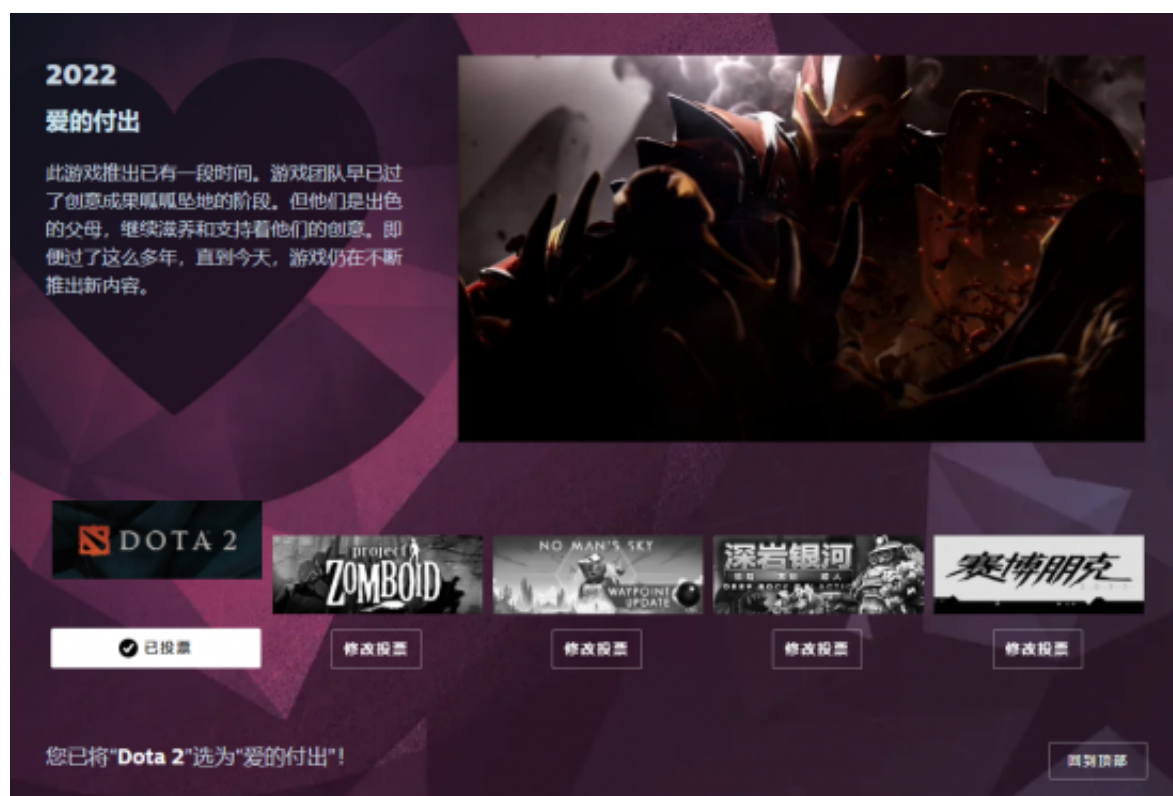 2022
爱的付出
此游戏推出已有一段时间。游戏团队早已过
了创意成果呱呱坠地的阶段。但他们是出色
的父母，继续滋养和支持着他们的创意。即
便过了这么多年，直到今天，游戏仍在不断
推出新内容。
DOTA 2
project
ZOMBOID
NO MAN'S SKY
WAYPOINT
UPDATE
深岩银河
DEEP ROCK GALACTIC
赛博朋克
已投票
修改投票
修改投票
修改投票
修改投票
您已将“Dota 2”选为“爱的付出”！
回到顶部